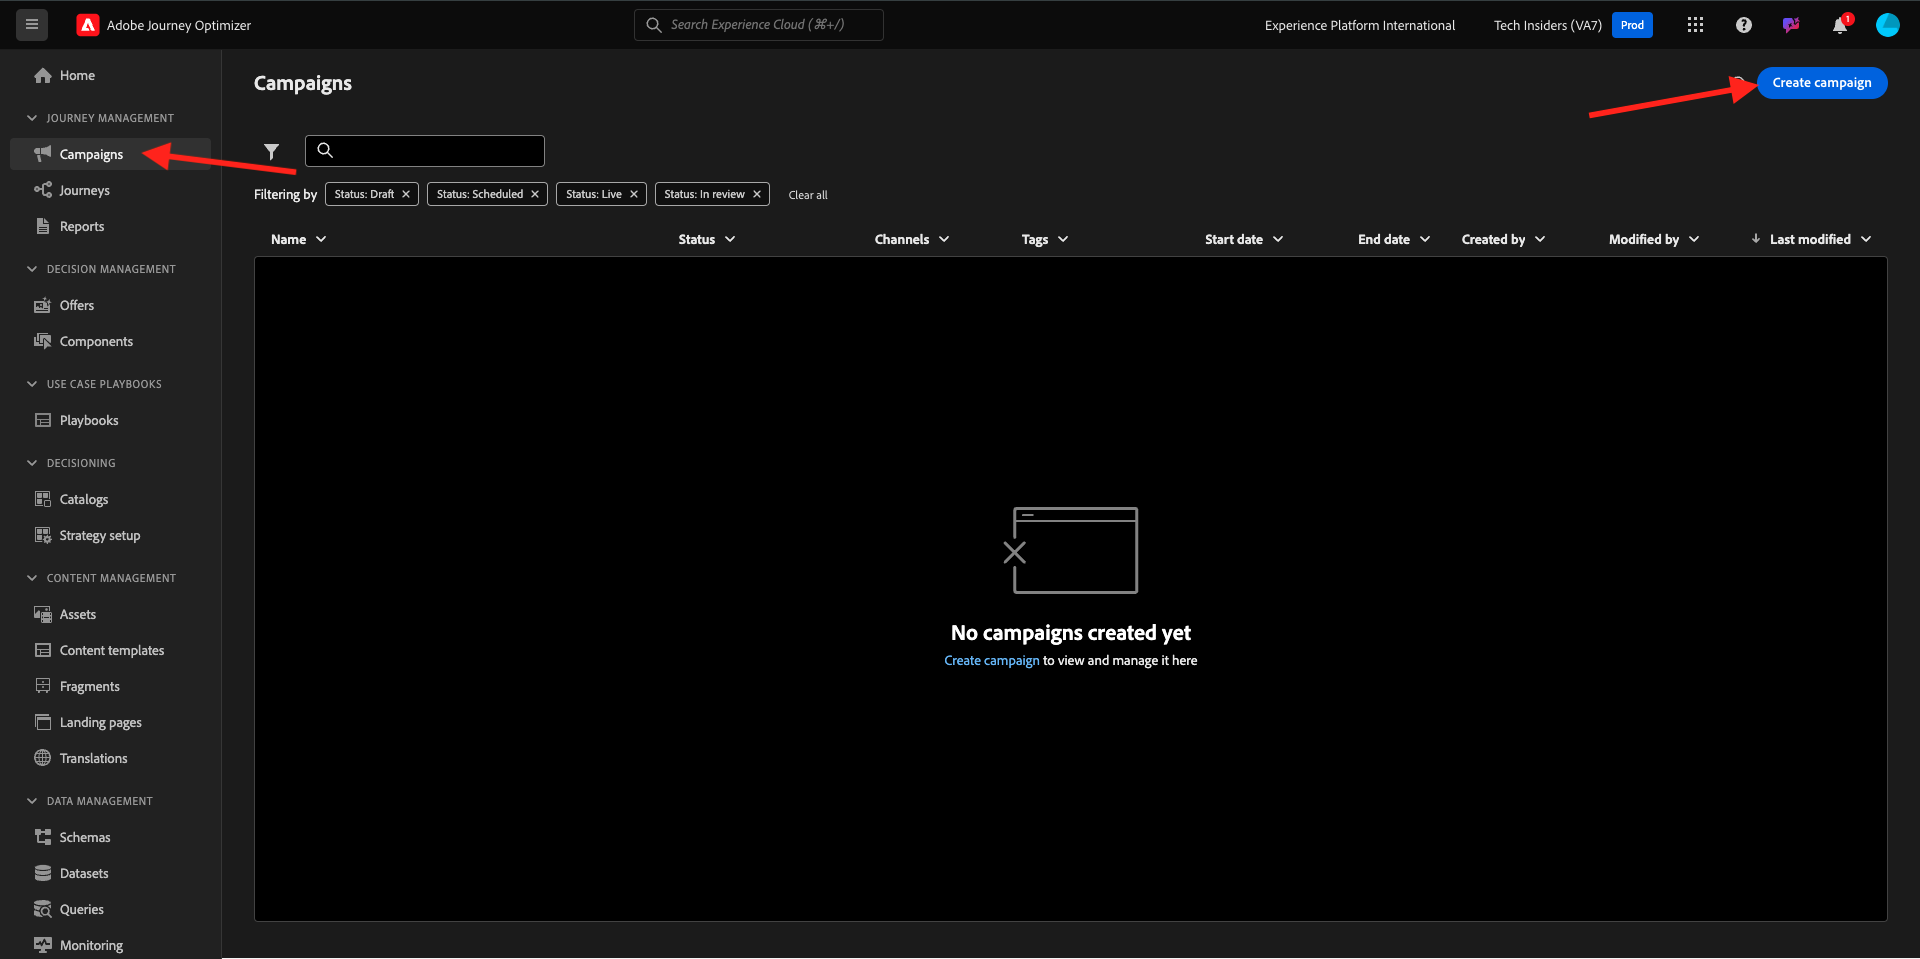 Adobe Journey Optimizer
Search Experience Cloud (⌘+/)
Experience Platform International
Tech Insiders (VA7)
Prod
1
Home
JOURNEY MANAGEMENT
Campaigns
Journeys
Reports
DECISION MANAGEMENT
Offers
Components
USE CASE PLAYBOOKS
Playbooks
DECISIONING
Catalogs
Strategy setup
CONTENT MANAGEMENT
Assets
Content templates
Fragments
Landing pages
Translations
DATA MANAGEMENT
Schemas
Datasets
Queries
Monitoring
Campaigns
Create campaign
Filtering by Status: Draft Status: Scheduled Status: Live Status: In review Clear all
Name Status Channels Tags Start date End date Created by Modified by Last modified
No campaigns created yet
Create campaign to view and manage it here